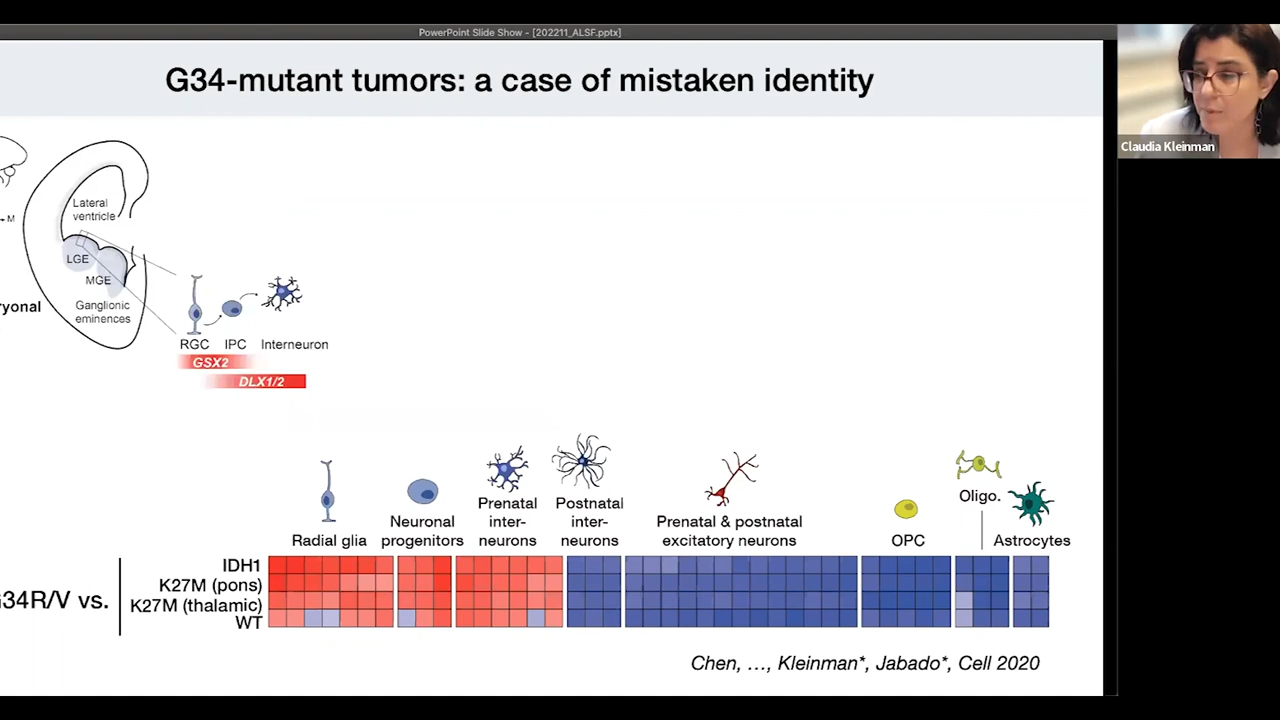 PowerPoint Slide Show - [202211_ALSF.pptx]
G34-mutant tumors: a case of mistaken identity
Claudia Kleinman
Lateral
ventricle
M
LGE
MGE
Ganglionic
eminences
RGC IPC Interneuron
GSX2
DLX1/2
Radial glia
Neuronal
progenitors
Prenatal
inter-
neurons
Postnatal
inter-
neurons
Prenatal & postnatal
excitatory neurons
OPC
Oligo.
Astrocytes
34R/V vs.
IDH1
K27M (pons)
K27M (thalamic)
WT
Chen, …, Kleinman*, Jabado*, Cell 2020